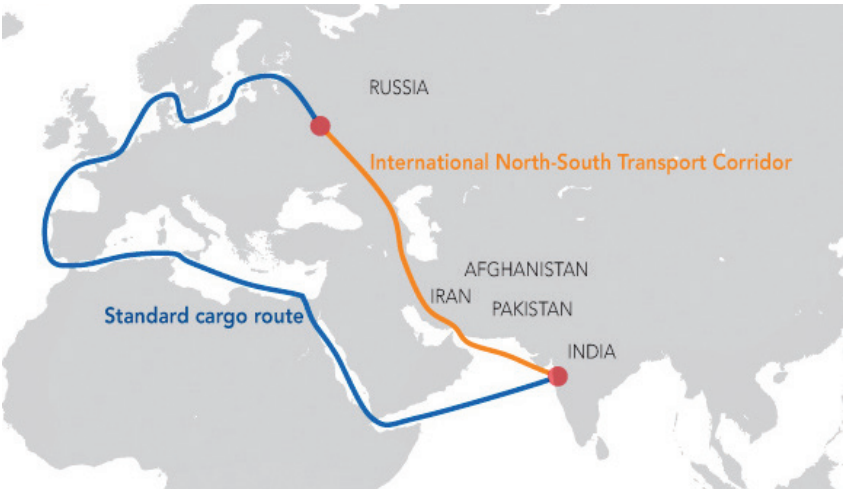 RUSSIA
International North-South Transport Corridor
AFGHANISTAN
IRAN
PAKISTAN
Standard cargo route
INDIA